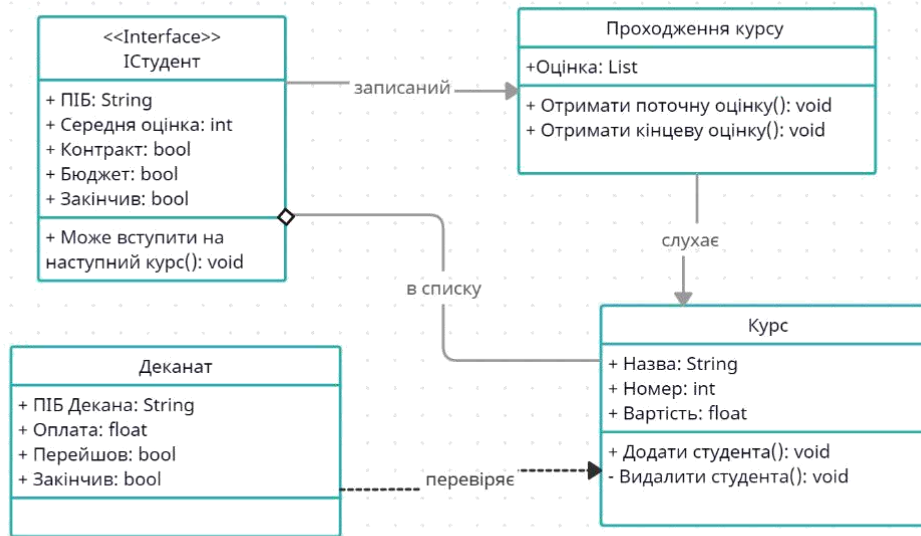 <<Interface>>
ІСтудент
+ ПІБ: String
+ Середня оцінка: int
+ Контракт: bool
+ Бюджет: bool
+ Закінчив: bool
+ Може вступити на
наступний курс(): void
записаний
Проходження курсу
+Оцінка: List
+ Отримати поточну оцінку(): void
+ Отримати кінцеву оцінку(): void
слухає
в списку
Курс
+ Назва: String
+ Номер: int
+ Вартість: float
+ Додати студента(): void
- Видалити студента(): void
Деканат
+ ПІБ Декана: String
+ Оплата: float
+ Перейшов: bool
+ Закінчив: bool
перевіряє